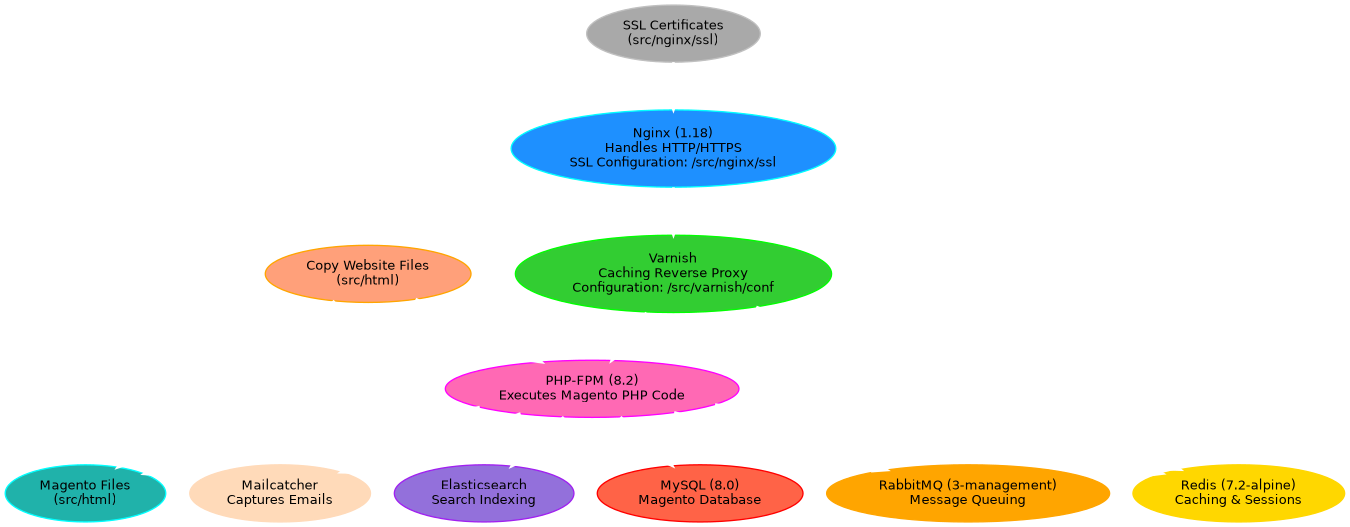 SSL Certificates
(src/nginx/ssl)
Nginx (1.18)
Handles HTTP/HTTPS
SSL Configuration: /src/nginx/ssl
Copy Website Files
(src/html)
Varnish
Caching Reverse Proxy
Configuration: /src/varnish/conf
PHP-FPM (8.2)
Executes Magento PHP Code
Magento Files
(src/html)
Mailcatcher
Captures Emails
Elasticsearch
Search Indexing
MySQL (8.0)
Magento Database
RabbitMQ (3-management)
Message Queuing
Redis (7.2-alpine)
Caching & Sessions